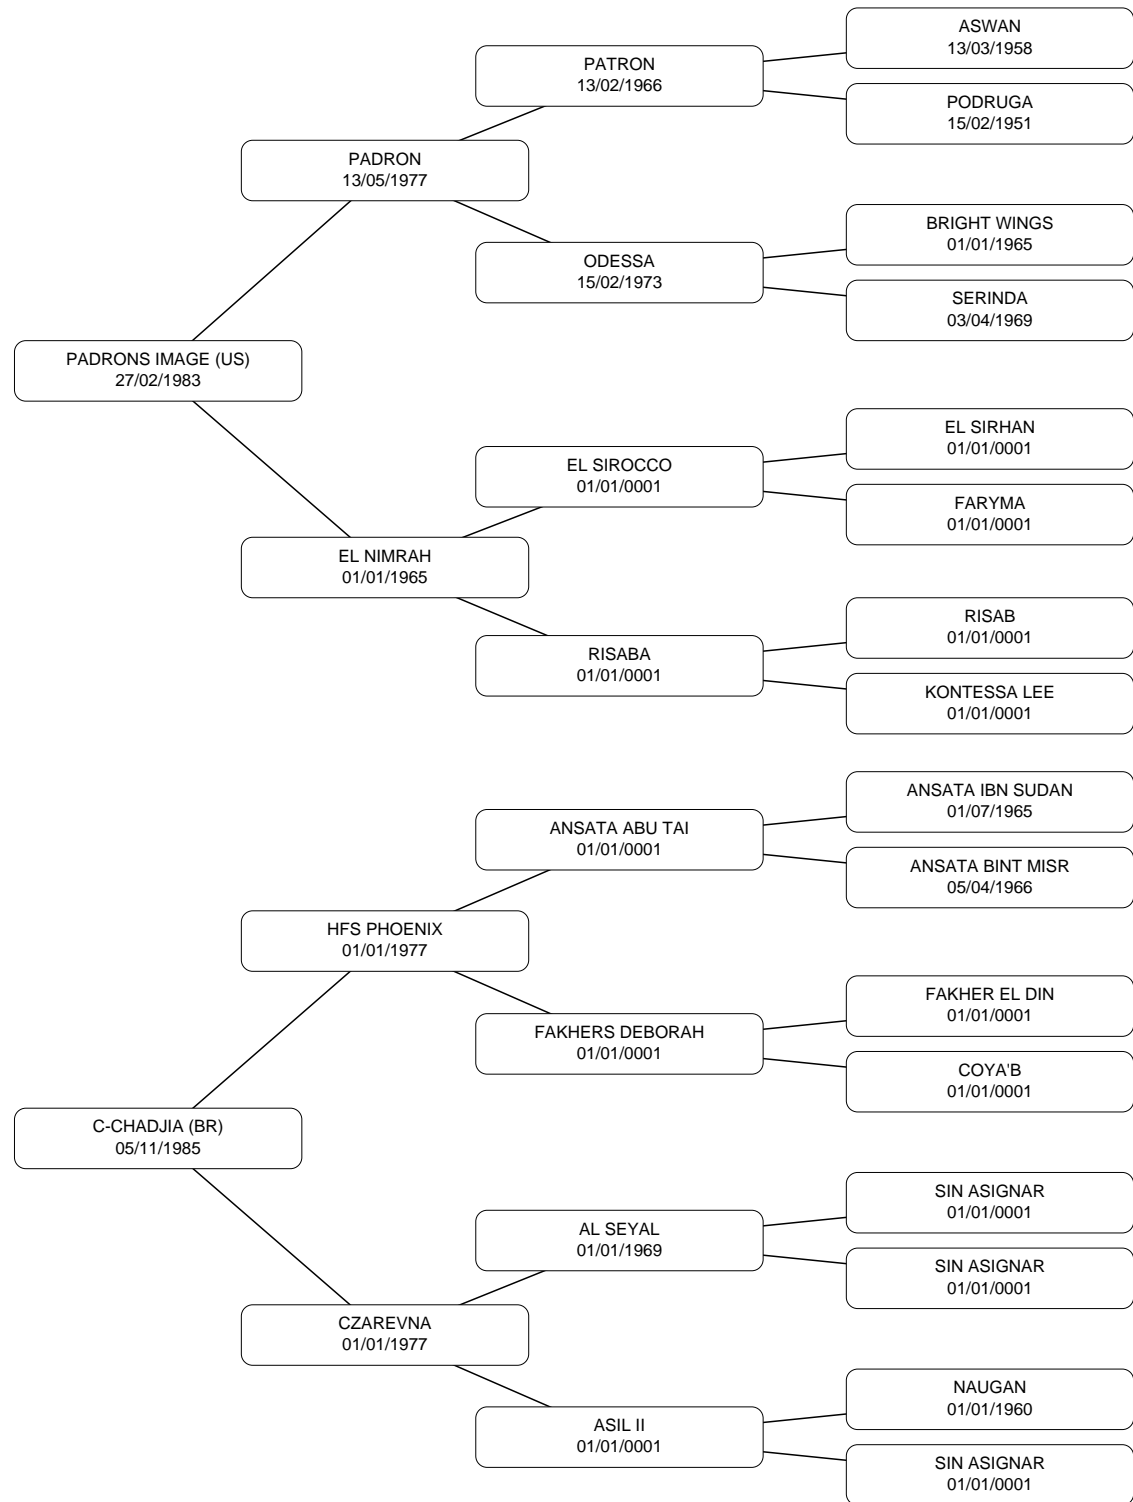 ASWAN
13/03/1958
PATRON
13/02/1966
PODRUGA
15/02/1951
PADRON
13/05/1977
BRIGHT WINGS
01/01/1965
ODESSA
15/02/1973
SERINDA
03/04/1969
PADRONS IMAGE (US)
27/02/1983
EL SIRHAN
01/01/0001
EL SIROCCO
01/01/0001
FARYMA
01/01/0001
EL NIMRAH
01/01/1965
RISAB
01/01/0001
RISABA
01/01/0001
KONTESSA LEE
01/01/0001
ANSATA IBN SUDAN
01/07/1965
ANSATA ABU TAI
01/01/0001
ANSATA BINT MISR
05/04/1966
HFS PHOENIX
01/01/1977
FAKHER EL DIN
01/01/0001
FAKHERS DEBORAH
01/01/0001
COYA'B
01/01/0001
C-CHADJIA (BR)
05/11/1985
SIN ASIGNAR
01/01/0001
AL SEYAL
01/01/1969
SIN ASIGNAR
01/01/0001
CZAREVNA
01/01/1977
NAUGAN
01/01/1960
ASIL II
01/01/0001
SIN ASIGNAR
01/01/0001